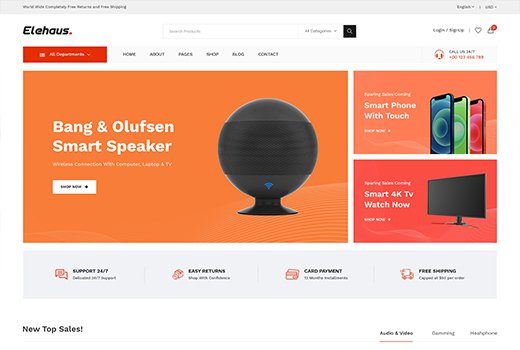 World Wide Completely Free Returns and Free Shipping
English
USD
Elehaus.
Search Products
All Categories
Login / SignUp
0
All Departments
HOME
ABOUT
PAGES
SHOP
BLOG
CONTACT
CALL US 24/7
+00 123 456 789
Bang & Olufsen
Smart Speaker
Wireless Connection With Computer, Laptop & TV
SHOP NOW
Sparing Sales Coming
Smart Phone
With Touch
SHOP NOW
Sparing Sales Coming
Smart 4K Tv
Watch Now
SHOP NOW
SUPPORT 24/7
Delicated 24/7 Support
EASY RETURNS
Shop With Confidence
CARD PAYMENT
12 Months Installments
FREE SHIPPING
Capped at $50 per order
New Top Sales!
Audio & Video
Gamming
Heaphone